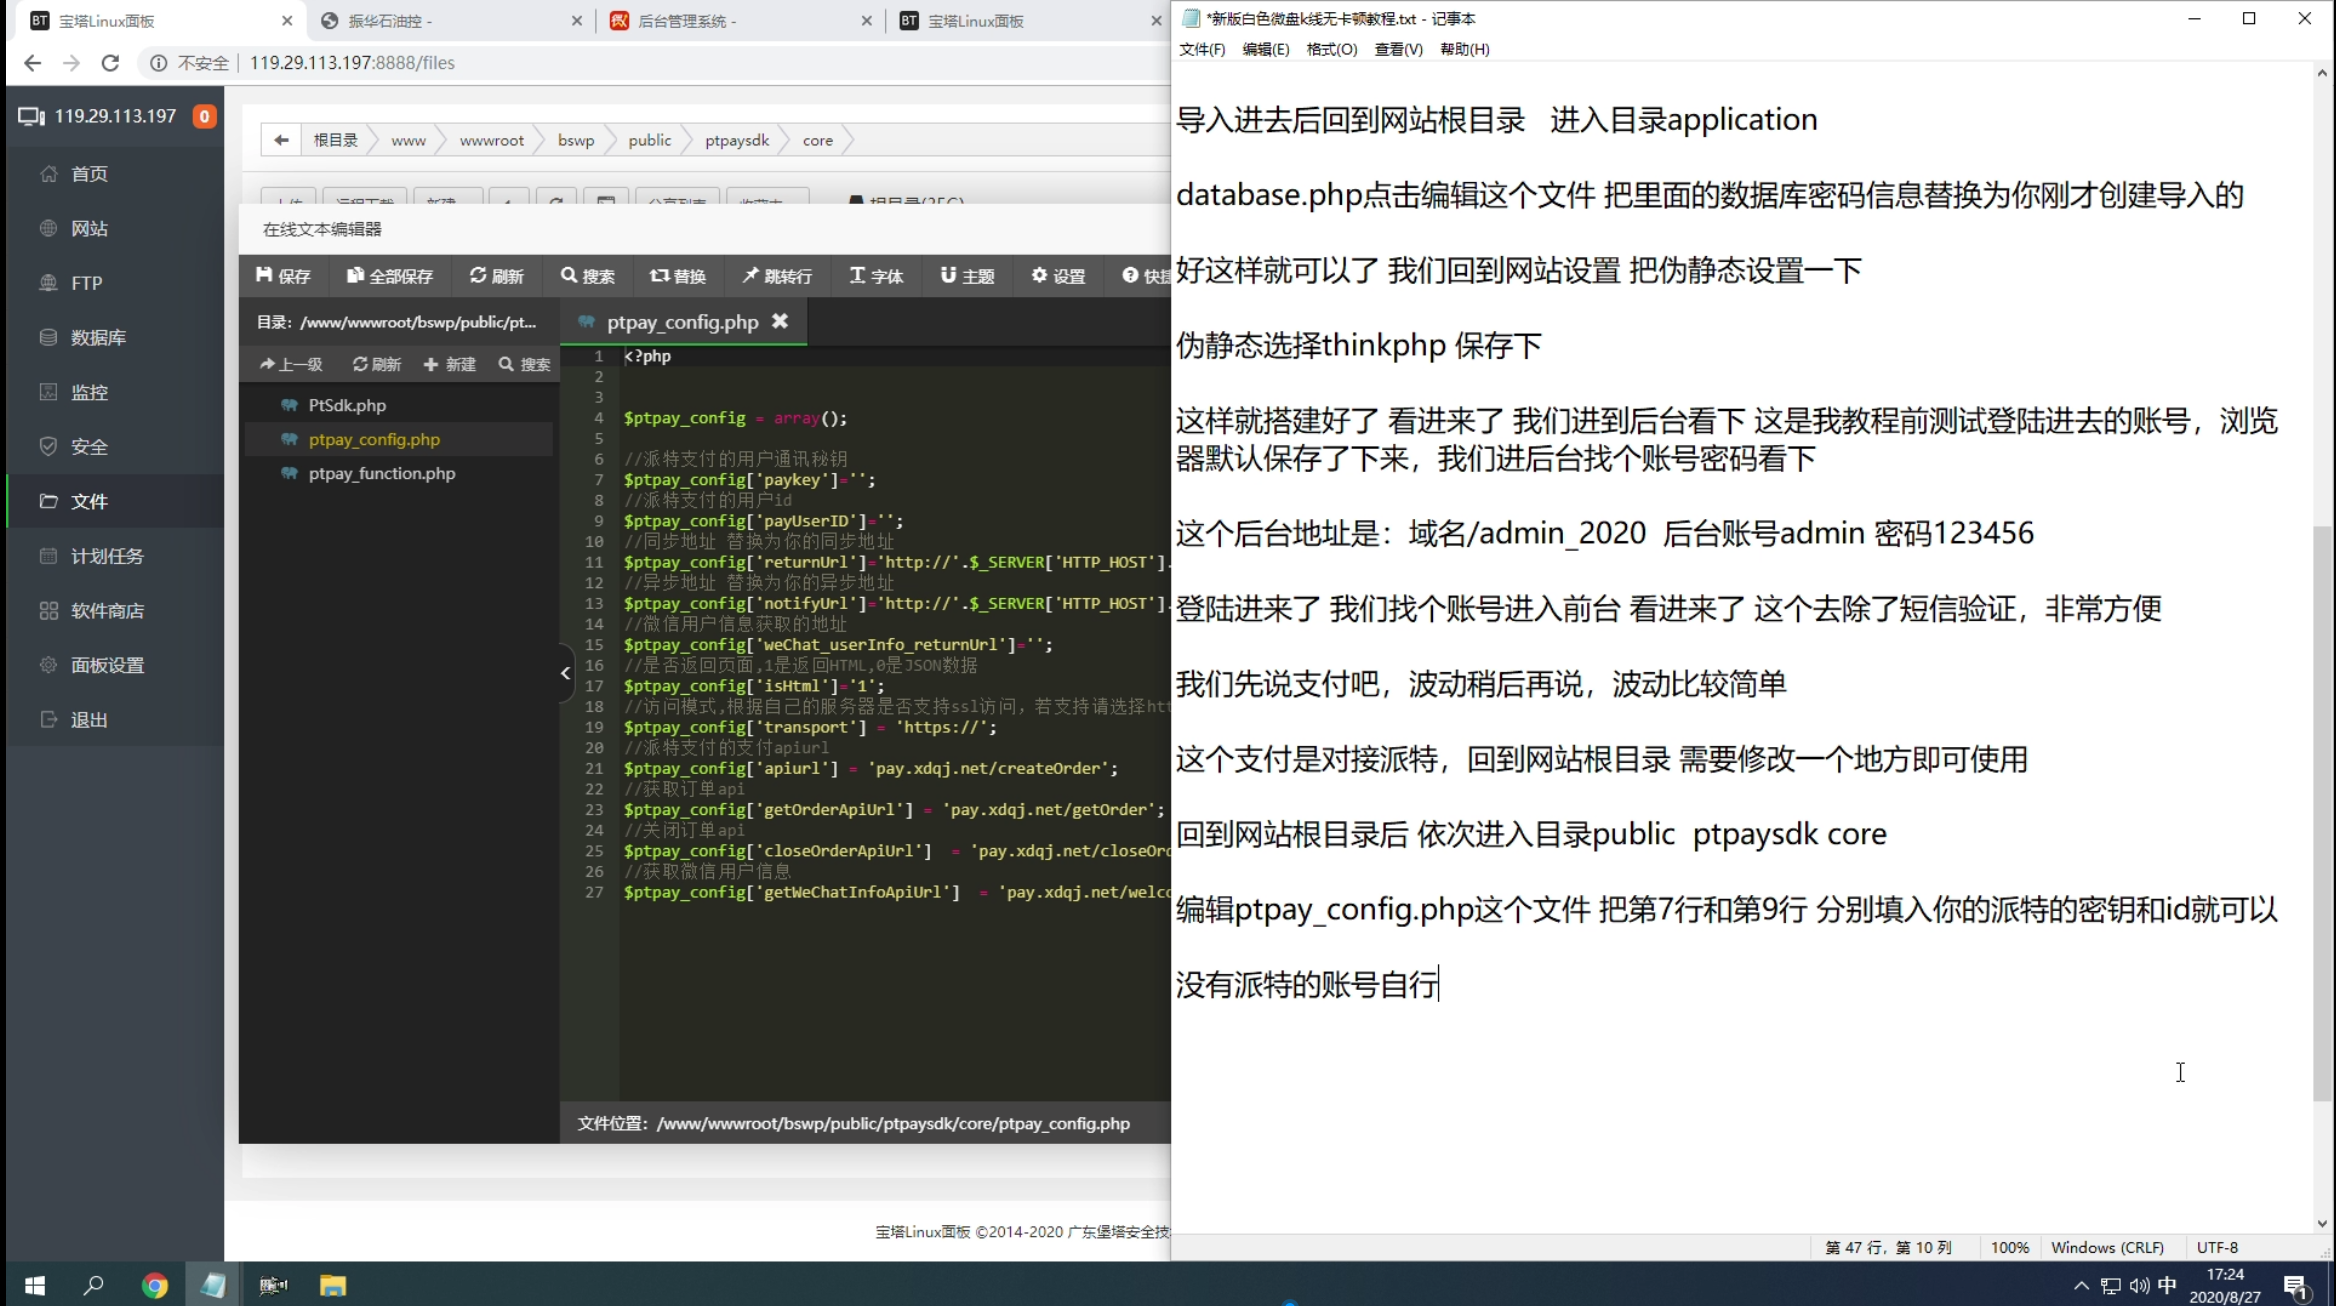 宝塔Linux面板
振华石油控 -
后台管理系统 -
宝塔Linux面板
不安全
119.29.113.197:8888/files
119.29.113.197
0
首页
网站
FTP
数据库
监控
安全
文件
计划任务
软件商店
面板设置
退出
根目录
www
wwwroot
bswp
public
ptpaysdk
core
在线文本编辑器
保存
全部保存
刷新
搜索
替换
跳转行
字体
主题
设置
快捷
目录：/www/wwwroot/bswp/public/pt...
ptpay_config.php
上一级
刷新
新建
搜索
PtSdk.php
ptpay_config.php
ptpay_function.php
1 <?php
2
3
4 $ptpay_config = array();
5
6 //派特支付的用户通讯秘钥
7 $ptpay_config['paykey']='';
8 //派特支付的用户id
9 $ptpay_config['payUserID']='';
10 //同步地址 替换为你的同步地址
11 $ptpay_config['returnUrl']='http://'.$_SERVER['HTTP_HOST'].
12 //异步地址 替换为你的异步地址
13 $ptpay_config['notifyUrl']='http://'.$_SERVER['HTTP_HOST'].
14 //微信用户信息获取的地址
15 $ptpay_config['weChat_userInfo_returnUrl']='';
16 //是否返回页面,1是返回HTML,0是JSON数据
17 $ptpay_config['isHtml']='1';
18 //访问模式,根据自己的服务器是否支持ssl访问，若支持请选择htt
19 $ptpay_config['transport'] = 'https://';
20 //派特支付的支付apiurl
21 $ptpay_config['apiurl'] = 'pay.xdqj.net/createOrder';
22 //获取订单api
23 $ptpay_config['getOrderApiUrl'] = 'pay.xdqj.net/getOrder';
24 //关闭订单api
25 $ptpay_config['closeOrderApiUrl'] = 'pay.xdqj.net/closeOrd
26 //获取微信用户信息
27 $ptpay_config['getWeChatInfoApiUrl'] = 'pay.xdqj.net/welco
文件位置：/www/wwwroot/bswp/public/ptpaysdk/core/ptpay_config.php
宝塔Linux面板 ©2014-2020 广东堡塔安全技
*新版白色微盘k线无卡顿教程.txt - 记事本
文件(F) 编辑(E) 格式(O) 查看(V) 帮助(H)
导入进去后回到网站根目录 进入目录application
database.php点击编辑这个文件 把里面的数据库密码信息替换为你刚才创建导入的
好这样就可以了 我们回到网站设置 把伪静态设置一下
伪静态选择thinkphp 保存下
这样就搭建好了 看进来了 我们进到后台看下 这是我教程前测试登陆进去的账号，浏览
器默认保存了下来，我们进后台找个账号密码看下
这个后台地址是：域名/admin_2020 后台账号admin 密码123456
登陆进来了 我们找个账号进入前台 看进来了 这个去除了短信验证，非常方便
我们先说支付吧，波动稍后再说，波动比较简单
这个支付是对接派特，回到网站根目录 需要修改一个地方即可使用
回到网站根目录后 依次进入目录public ptpaysdk core
编辑ptpay_config.php这个文件 把第7行和第9行 分别填入你的派特的密钥和id就可以
没有派特的账号自行
第 47 行，第 10 列
100%
Windows (CRLF)
UTF-8
中
17:24
2020/8/27
1